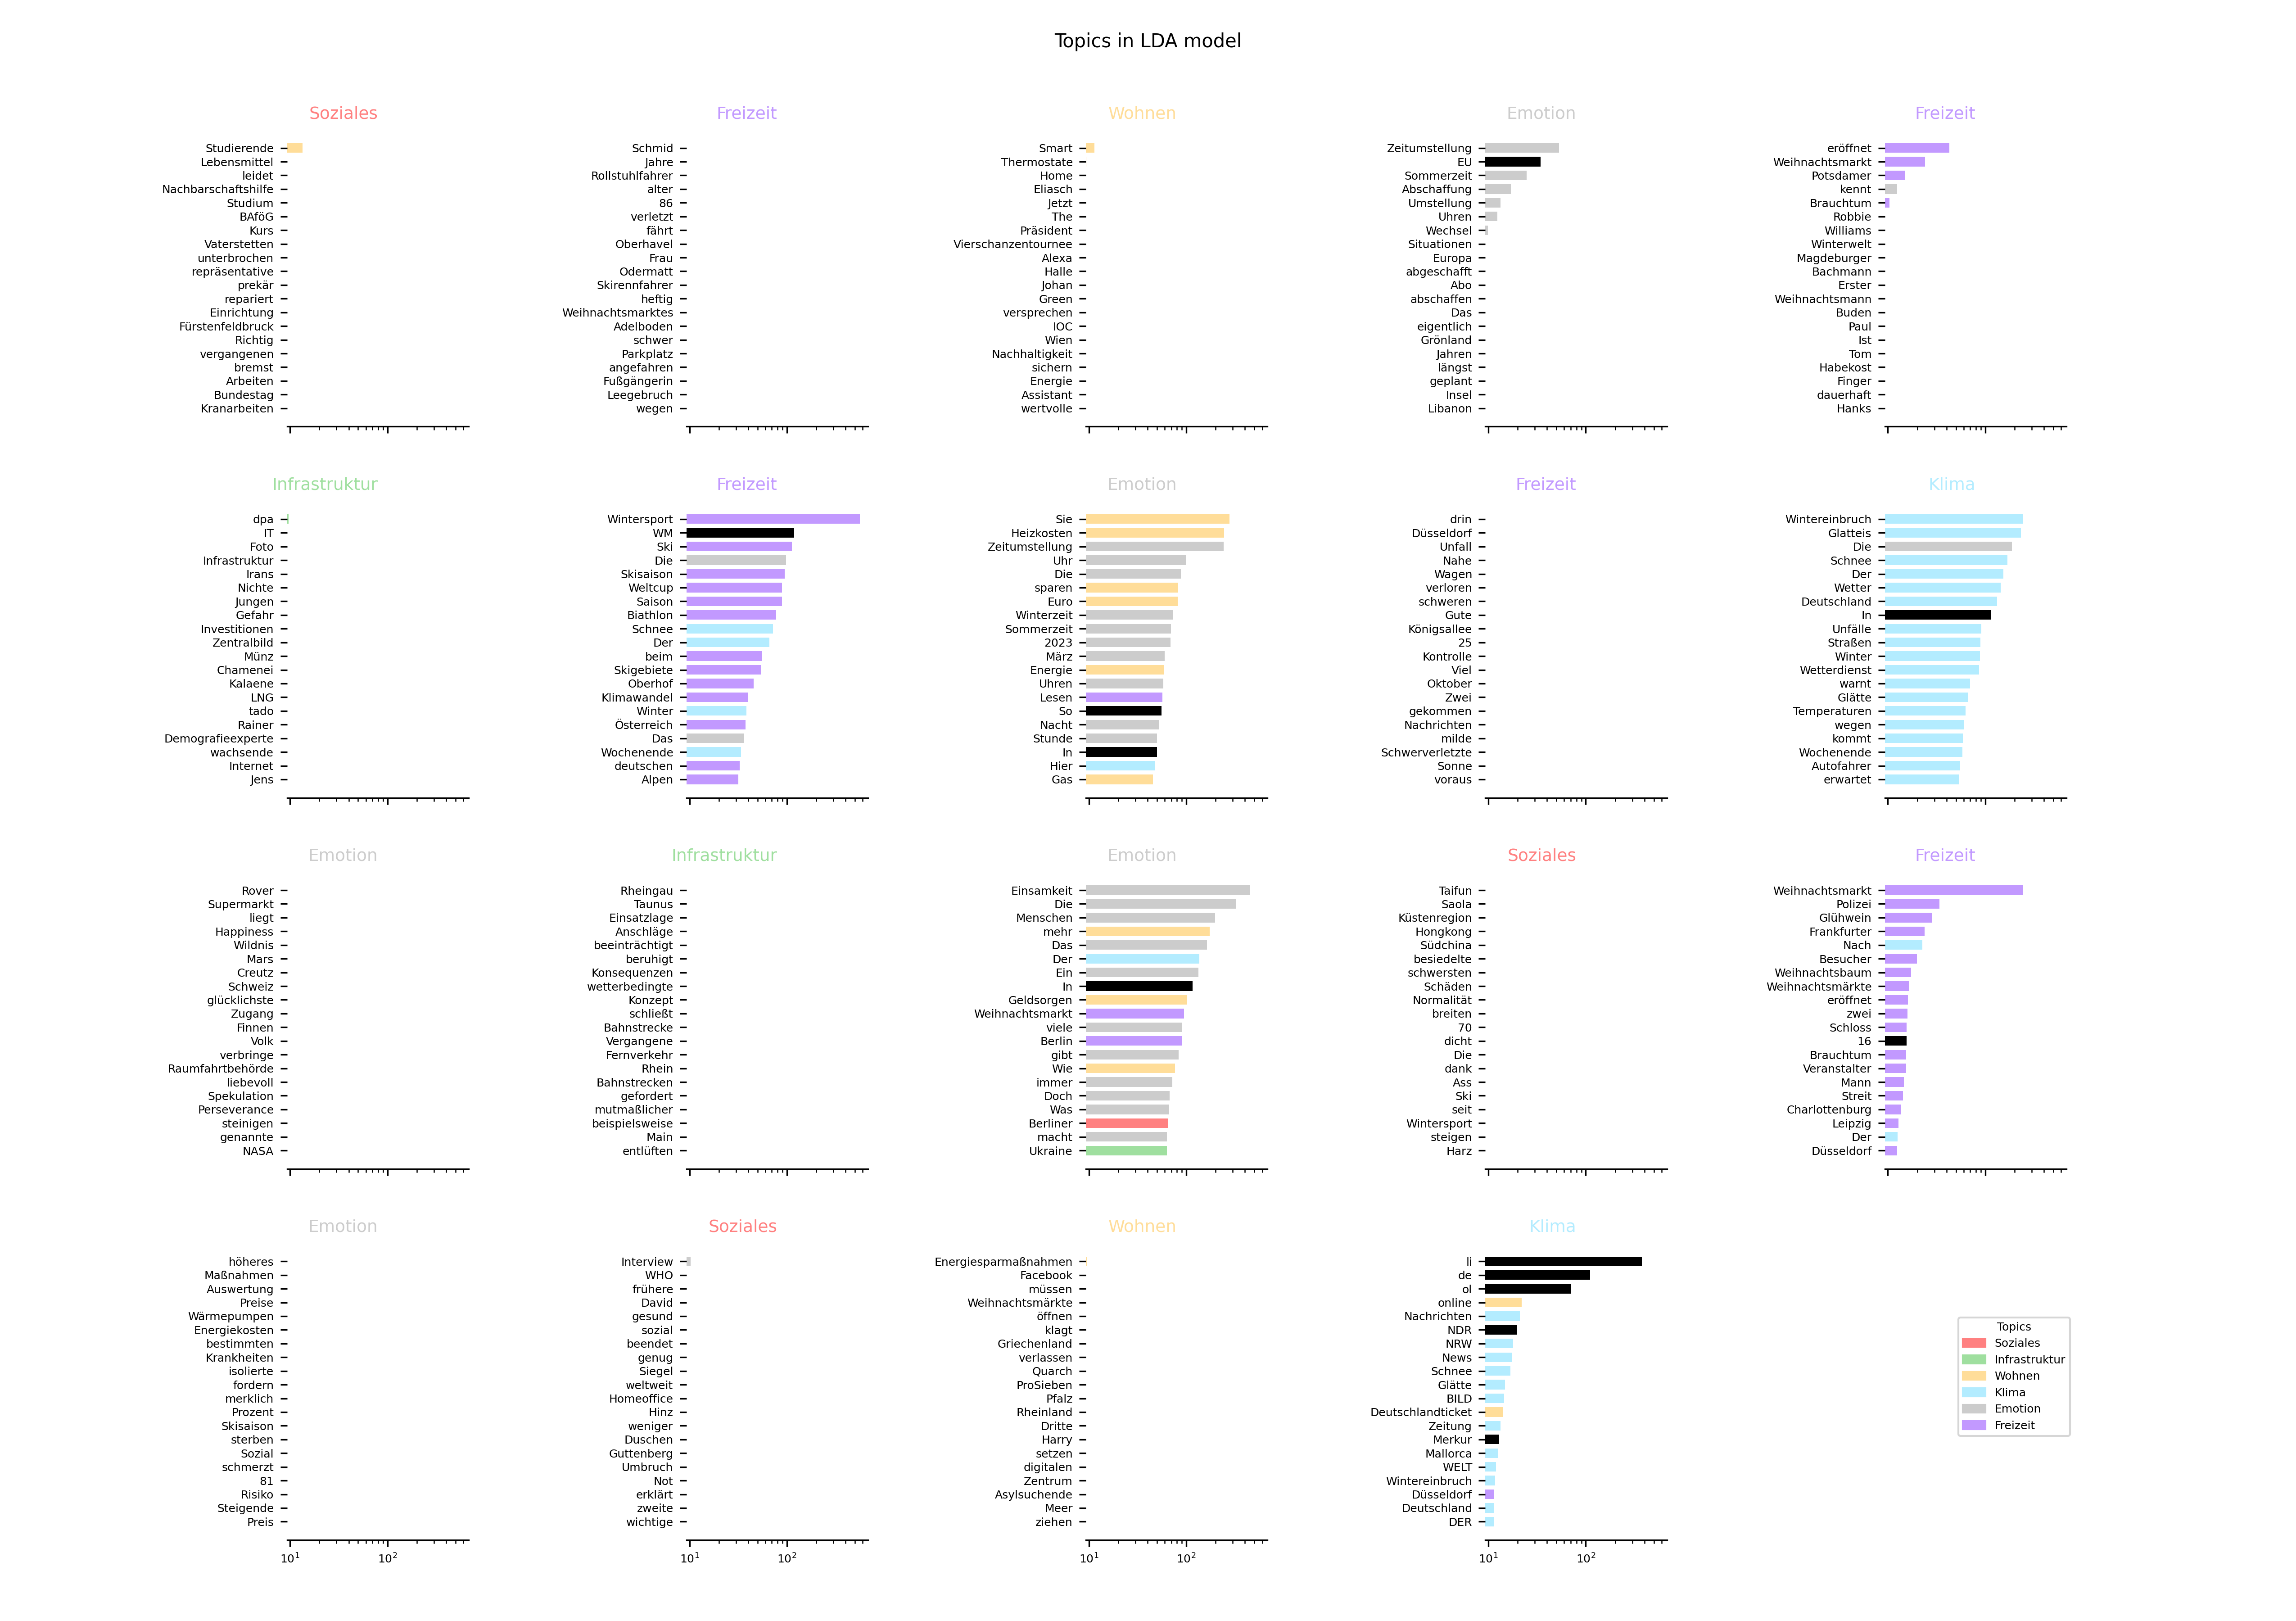 Topics in LDA model
Soziales
Studierende
Lebensmittel
leidet
Nachbarschaftshilfe
Studium
BAföG
Kurs
Vaterstetten
unterbrochen
repräsentative
prekär
repariert
Einrichtung
Fürstenfeldbruck
Richtig
vergangenen
bremst
Arbeiten
Bundestag
Kranarbeiten
Freizeit
Schmid
Jahre
Rollstuhlfahrer
alter
86
verletzt
fährt
Oberhavel
Frau
Odermatt
Skirennfahrer
heftig
Weihnachtsmarktes
Adelboden
schwer
Parkplatz
angefahren
Fußgängerin
Leegebruch
wegen
Wohnen
Smart
Thermostate
Home
Eliasch
Jetzt
The
Präsident
Vierschanzentournee
Alexa
Halle
Johan
Green
versprechen
IOC
Wien
Nachhaltigkeit
sichern
Energie
Assistant
wertvolle
Emotion
Zeitumstellung
EU
Sommerzeit
Abschaffung
Umstellung
Uhren
Wechsel
Situationen
Europa
abgeschafft
Abo
abschaffen
Das
eigentlich
Grönland
Jahren
längst
geplant
Insel
Libanon
Freizeit
eröffnet
Weihnachtsmarkt
Potsdamer
kennt
Brauchtum
Robbie
Williams
Winterwelt
Magdeburger
Bachmann
Erster
Weihnachtsmann
Buden
Paul
Ist
Tom
Habekost
Finger
dauerhaft
Hanks
Infrastruktur
dpa
IT
Foto
Infrastruktur
Irans
Nichte
Jungen
Gefahr
Investitionen
Zentralbild
Münz
Chamenei
Kalaene
LNG
tado
Rainer
Demografieexperte
wachsende
Internet
Jens
Freizeit
Wintersport
WM
Ski
Die
Skisaison
Weltcup
Saison
Biathlon
Schnee
Der
beim
Skigebiete
Oberhof
Klimawandel
Winter
Österreich
Das
Wochenende
deutschen
Alpen
Emotion
Sie
Heizkosten
Zeitumstellung
Uhr
Die
sparen
Euro
Winterzeit
Sommerzeit
2023
März
Energie
Uhren
Lesen
So
Nacht
Stunde
In
Hier
Gas
Freizeit
drin
Düsseldorf
Unfall
Nahe
Wagen
verloren
schweren
Gute
Königsallee
25
Kontrolle
Viel
Oktober
Zwei
gekommen
Nachrichten
milde
Schwerverletzte
Sonne
voraus
Klima
Wintereinbruch
Glatteis
Die
Schnee
Der
Wetter
Deutschland
In
Unfälle
Straßen
Winter
Wetterdienst
warnt
Glätte
Temperaturen
wegen
kommt
Wochenende
Autofahrer
erwartet
Emotion
Rover
Supermarkt
liegt
Happiness
Wildnis
Mars
Creutz
Schweiz
glücklichste
Zugang
Finnen
Volk
verbringe
Raumfahrtbehörde
liebevoll
Spekulation
Perseverance
steinigen
genannte
NASA
Infrastruktur
Rheingau
Taunus
Einsatzlage
Anschläge
beeinträchtigt
beruhigt
Konsequenzen
wetterbedingte
Konzept
schließt
Bahnstrecke
Vergangene
Fernverkehr
Rhein
Bahnstrecken
gefordert
mutmaßlicher
beispielsweise
Main
entlüften
Emotion
Einsamkeit
Die
Menschen
mehr
Das
Der
Ein
In
Geldsorgen
Weihnachtsmarkt
viele
Berlin
gibt
Wie
immer
Doch
Was
Berliner
macht
Ukraine
Soziales
Taifun
Saola
Küstenregion
Hongkong
Südchina
besiedelte
schwersten
Schäden
Normalität
breiten
70
dicht
Die
dank
Ass
Ski
seit
Wintersport
steigen
Harz
Freizeit
Weihnachtsmarkt
Polizei
Glühwein
Frankfurter
Nach
Besucher
Weihnachtsbaum
Weihnachtsmärkte
eröffnet
zwei
Schloss
16
Brauchtum
Veranstalter
Mann
Streit
Charlottenburg
Leipzig
Der
Düsseldorf
Emotion
höheres
Maßnahmen
Auswertung
Preise
Wärmepumpen
Energiekosten
bestimmten
Krankheiten
isolierte
fordern
merklich
Prozent
Skisaison
sterben
Sozial
schmerzt
81
Risiko
Steigende
Preis
10¹ 10²
Soziales
Interview
WHO
frühere
David
gesund
sozial
beendet
genug
Siegel
weltweit
Homeoffice
Hinz
weniger
Duschen
Guttenberg
Umbruch
Not
erklärt
zweite
wichtige
10¹ 10²
Wohnen
Energiesparmaßnahmen
Facebook
müssen
Weihnachtsmärkte
öffnen
klagt
Griechenland
verlassen
Quarch
ProSieben
Pfalz
Rheinland
Dritte
Harry
setzen
digitalen
Zentrum
Asylsuchende
Meer
ziehen
10¹ 10²
Klima
li
de
ol
online
Nachrichten
NDR
NRW
News
Schnee
Glätte
BILD
Deutschlandticket
Zeitung
Merkur
Mallorca
WELT
Wintereinbruch
Düsseldorf
Deutschland
DER
10¹ 10²
Topics
Soziales
Infrastruktur
Wohnen
Klima
Emotion
Freizeit